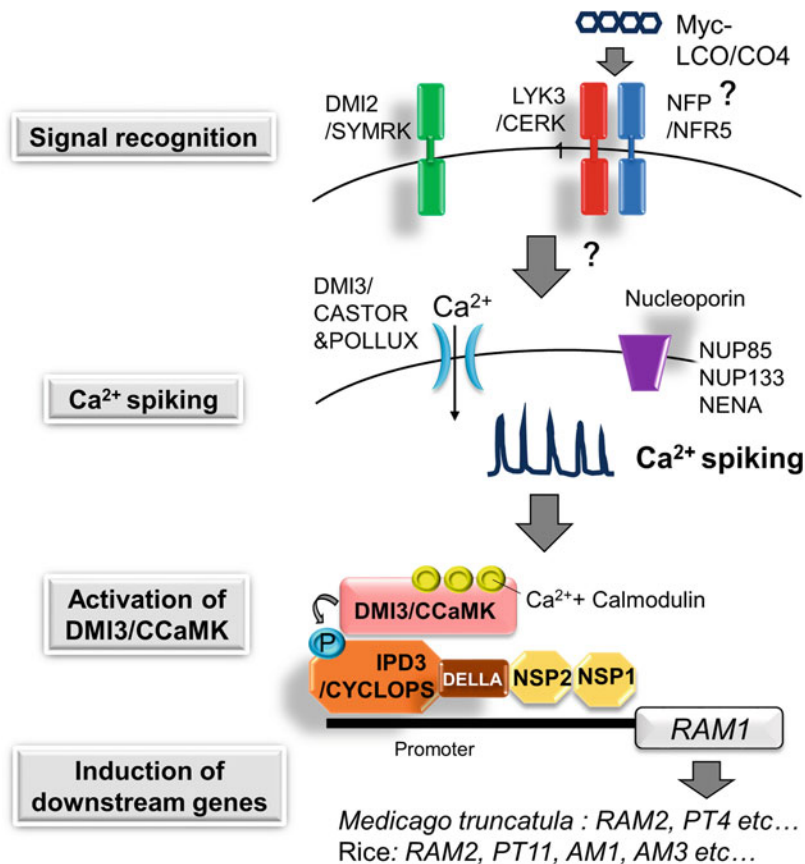 Myc-
LCO/CO4
Signal recognition
DMI2
/SYMRK
LYK3
/CERK
NFP ?
/NFR5
?
DMI3/
CASTOR
&POLLUX
Ca²⁺
Nucleoporin
NUP85
NUP133
NENA
Ca²⁺ spiking
Ca²⁺ spiking
Activation of
DMI3/CCaMK
DMI3/CCaMK
Ca²⁺+ Calmodulin
P
IPD3
/CYCLOPS
DELLA
NSP2
NSP1
Promoter
RAM1
Induction of
downstream genes
Medicago truncatula : RAM2, PT4 etc…
Rice: RAM2, PT11, AM1, AM3 etc…